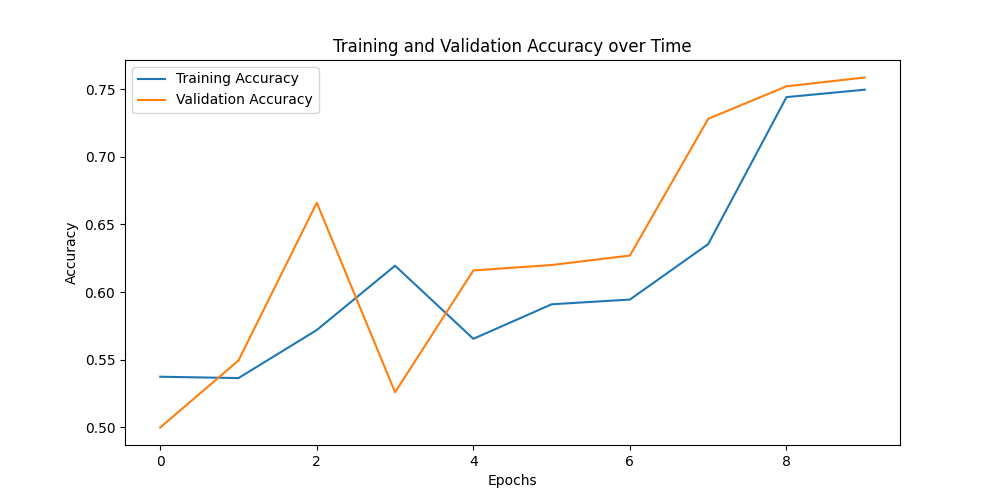 Training and Validation Accuracy over Time
Training Accuracy
Validation Accuracy
0.75
0.70
0.65
0.60
0.55
0.50
Accuracy
0 2 4 6 8
Epochs